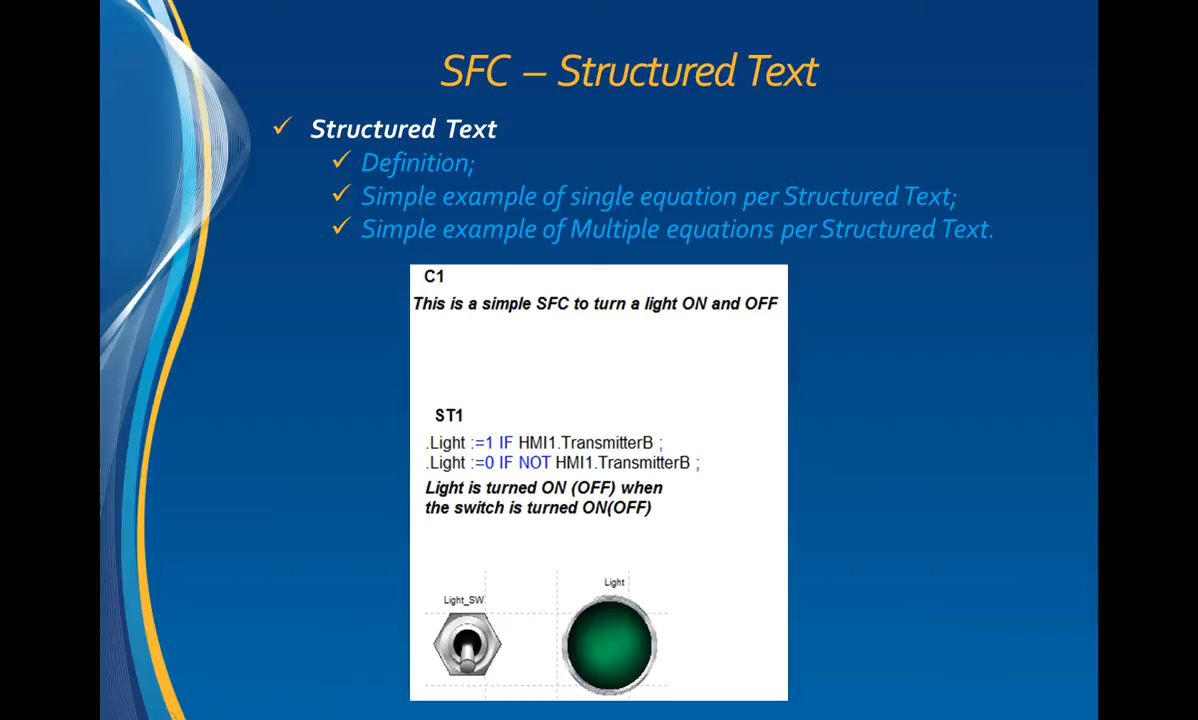 SFC – Structured Text
Structured Text
Definition;
Simple example of single equation per Structured Text;
Simple example of Multiple equations per Structured Text.
C1
This is a simple SFC to turn a light ON and OFF
ST1
.Light :=1 IF HMI1.TransmitterB ;
.Light :=0 IF NOT HMI1.TransmitterB ;
Light is turned ON (OFF) when
the switch is turned ON(OFF)
Light
Light_SW